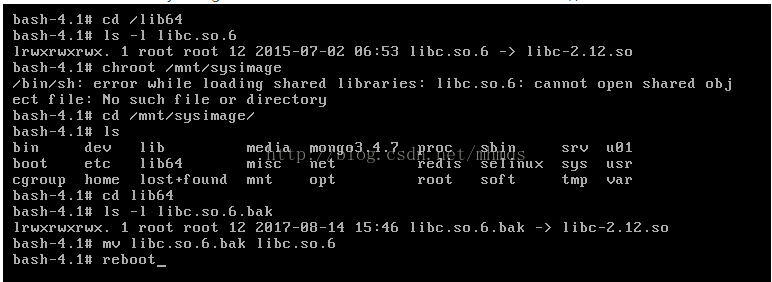 bash-4.1# cd /lib64
bash-4.1# ls -l libc.so.6
lrwxrwxrwx. 1 root root 12 2015-07-02 06:53 libc.so.6 -> libc-2.12.so
bash-4.1# chroot /mnt/sysimage
/bin/sh: error while loading shared libraries: libc.so.6: cannot open shared obj
ect file: No such file or directory
bash-4.1# cd /mnt/sysimage/
bash-4.1# ls
bin dev lib media mongo3.4.7 proc sbin srv u01
http://blog.csdn.net/mnmds
boot etc lib64 misc net redis selinux sys usr
cgroup home lost+found mnt opt root soft tmp var
bash-4.1# cd lib64
bash-4.1# ls -l libc.so.6.bak
lrwxrwxrwx. 1 root root 12 2017-08-14 15:46 libc.so.6.bak -> libc-2.12.so
bash-4.1# mv libc.so.6.bak libc.so.6
bash-4.1# reboot_